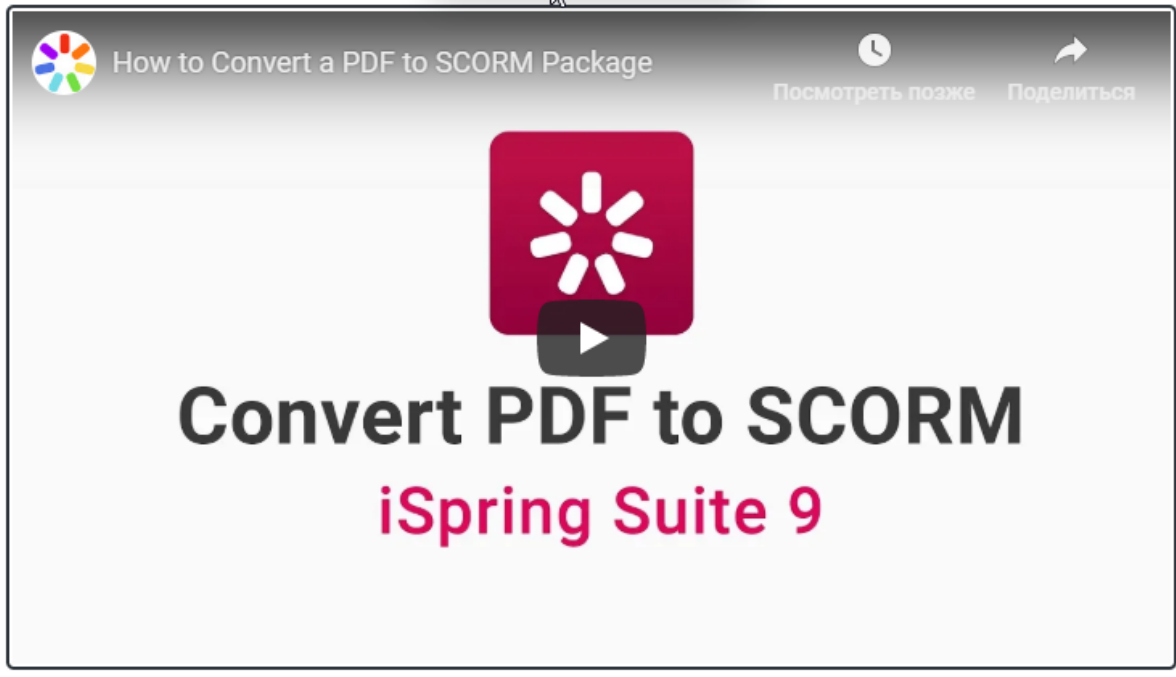 How to Convert a PDF to SCORM Package
Посмотреть позже
Поделиться
Convert PDF to SCORM
iSpring Suite 9